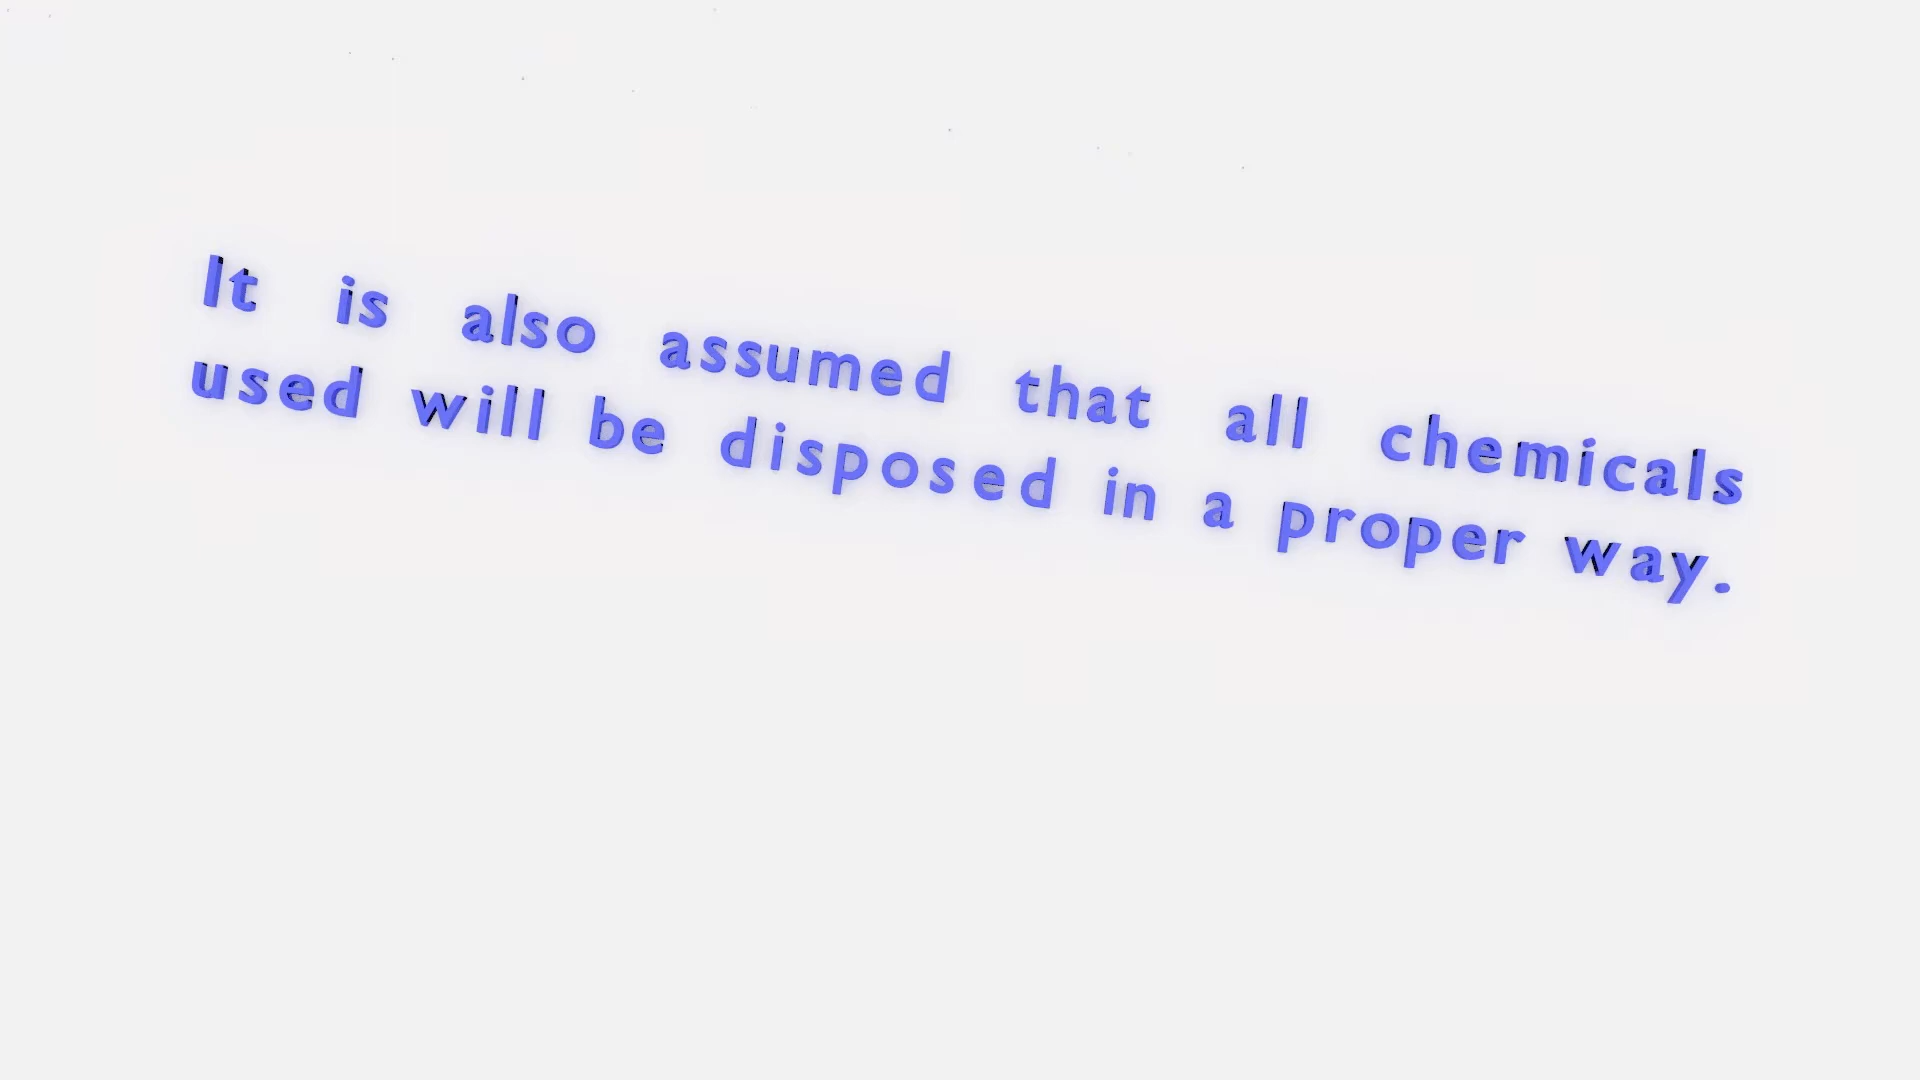 It is also assumed that all chemicals
used will be disposed in a proper way.